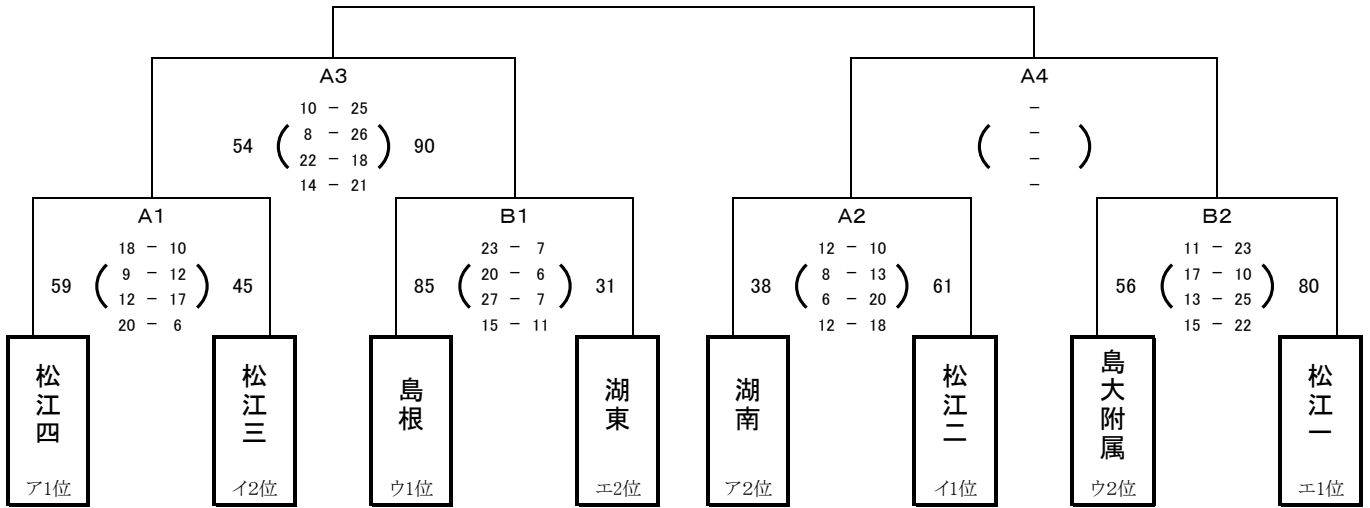 A3
A4
10 － 25
8 － 26
22 － 18
14 － 21
54 ( ) 90
－
－
－
－
( )
A1
18 － 10
9 － 12
12 － 17
20 － 6
59 ( ) 45
B1
23 － 7
20 － 6
27 － 7
15 － 11
85 ( ) 31
A2
12 － 10
8 － 13
6 － 20
12 － 18
38 ( ) 61
B2
11 － 23
17 － 10
13 － 25
15 － 22
56 ( ) 80
松江四
ア1位
松江三
イ2位
島根
ウ1位
湖東
エ2位
湖南
ア2位
松江二
イ1位
島大附属
ウ2位
松江一
エ1位